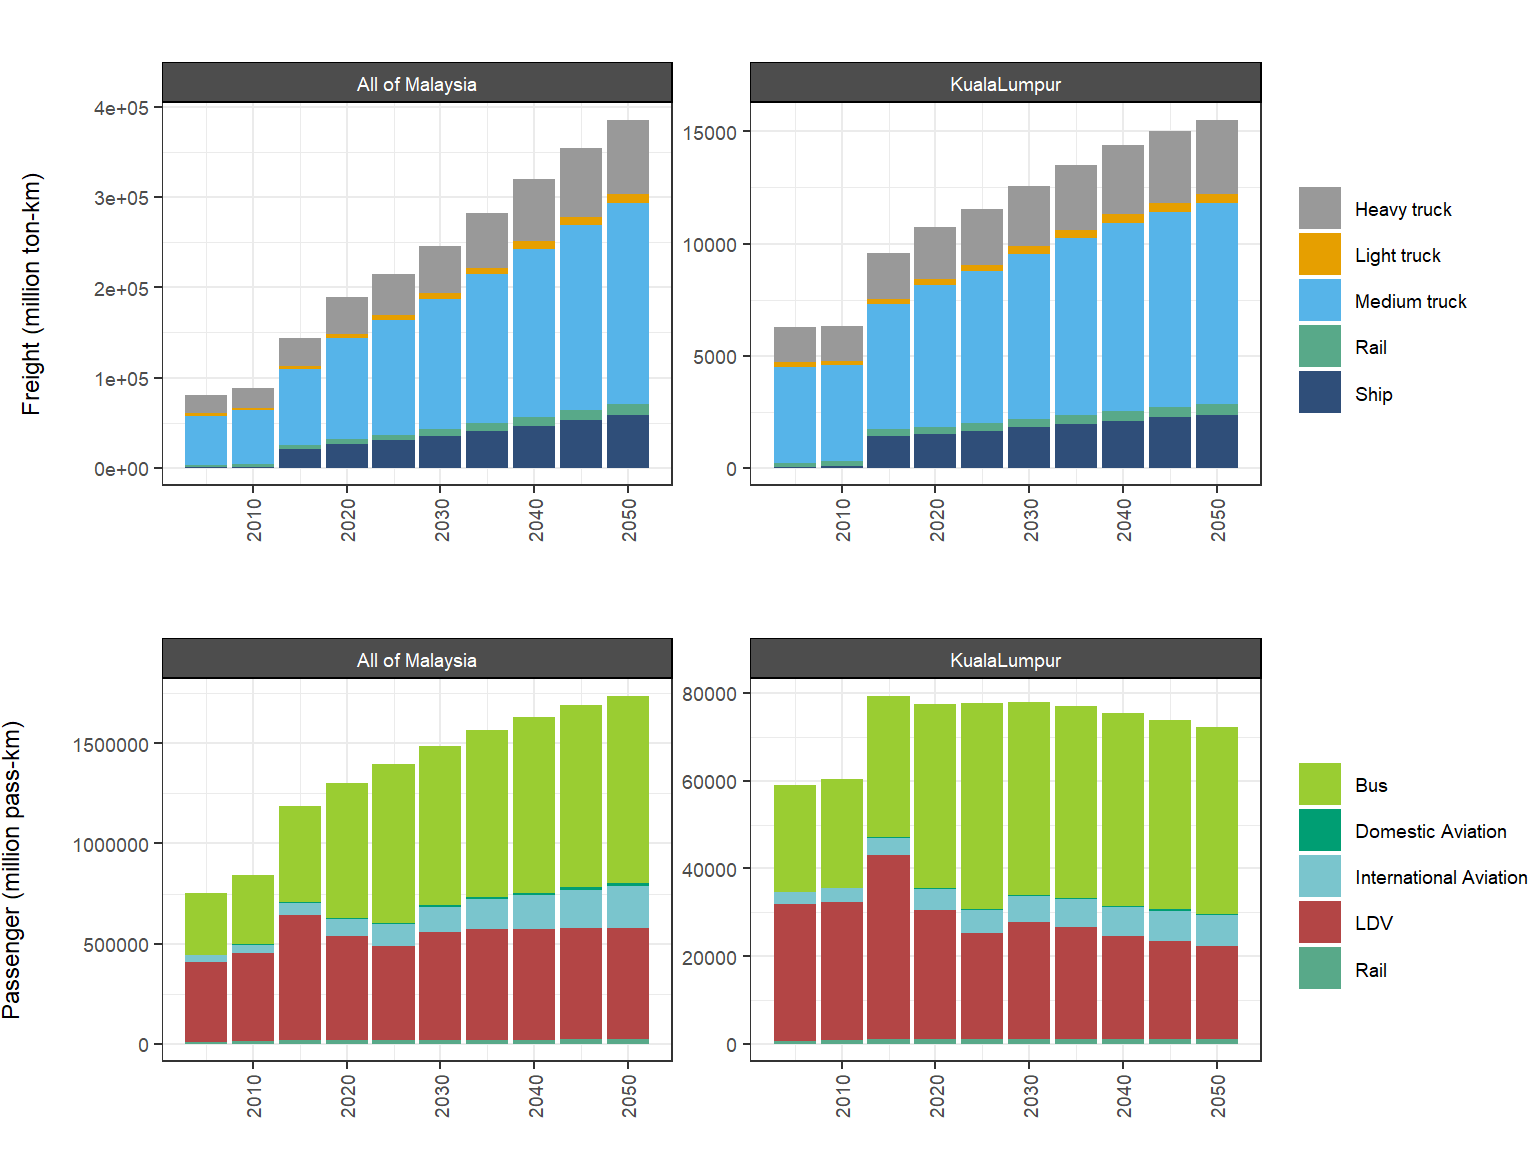 All of Malaysia
KualaLumpur
Freight (million ton-km)
4e+05
3e+05
2e+05
1e+05
0e+00
2010
2020
2030
2040
2050
15000
10000
5000
0
2010
2020
2030
2040
2050
Heavy truck
Light truck
Medium truck
Rail
Ship
All of Malaysia
KualaLumpur
Passenger (million pass-km)
1500000
1000000
500000
0
2010
2020
2030
2040
2050
80000
60000
40000
20000
0
2010
2020
2030
2040
2050
Bus
Domestic Aviation
International Aviation
LDV
Rail